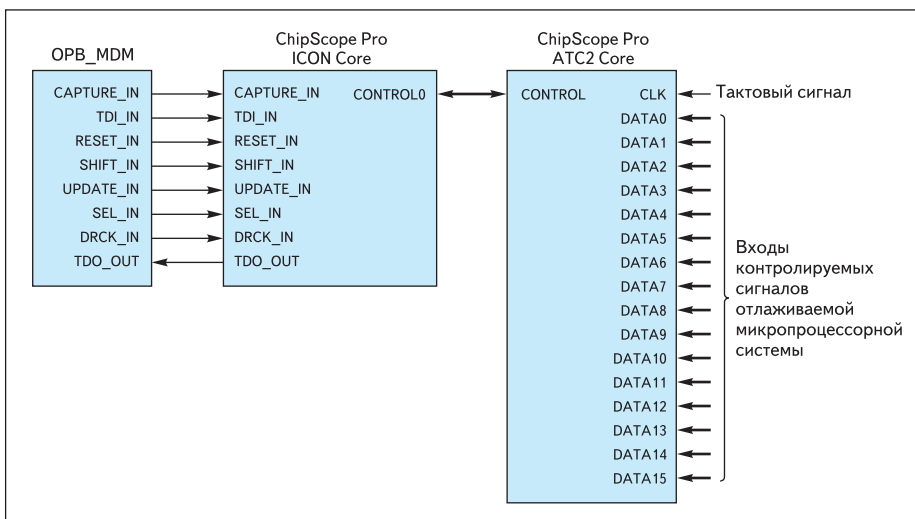 OPB_MDM
CAPTURE_IN
TDI_IN
RESET_IN
SHIFT_IN
UPDATE_IN
SEL_IN
DRCK_IN
TDO_OUT
ChipScope Pro
ICON Core
CAPTURE_IN
CONTROL0
TDI_IN
RESET_IN
SHIFT_IN
UPDATE_IN
SEL_IN
DRCK_IN
TDO_OUT
ChipScope Pro
ATC2 Core
CONTROL
CLK
DATA0
DATA1
DATA2
DATA3
DATA4
DATA5
DATA6
DATA7
DATA8
DATA9
DATA10
DATA11
DATA12
DATA13
DATA14
DATA15
Тактовый сигнал
Входы
контролируемых
сигналов
отлаживаемой
микропроцессорной
системы